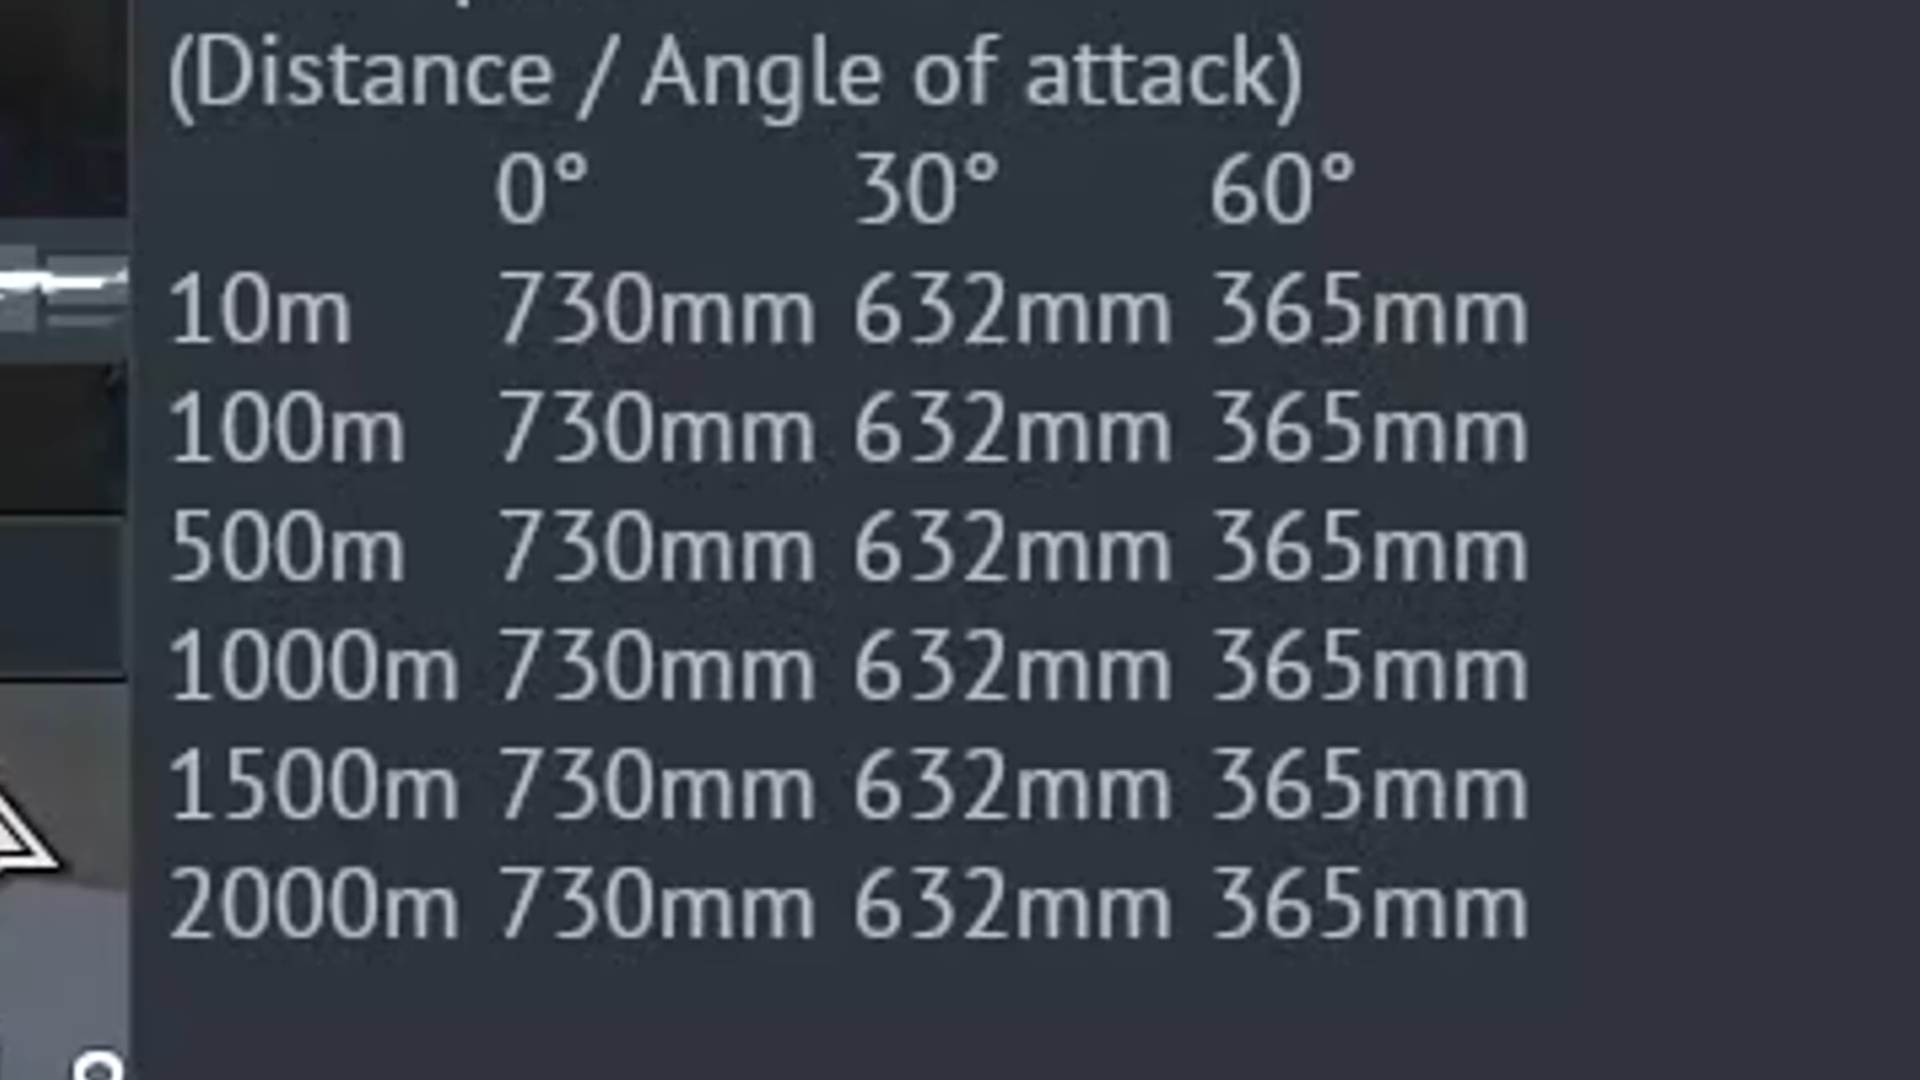 (Distance / Angle of attack)
0° 30° 60°
10m 730mm 632mm 365mm
100m 730mm 632mm 365mm
500m 730mm 632mm 365mm
1000m 730mm 632mm 365mm
1500m 730mm 632mm 365mm
2000m 730mm 632mm 365mm